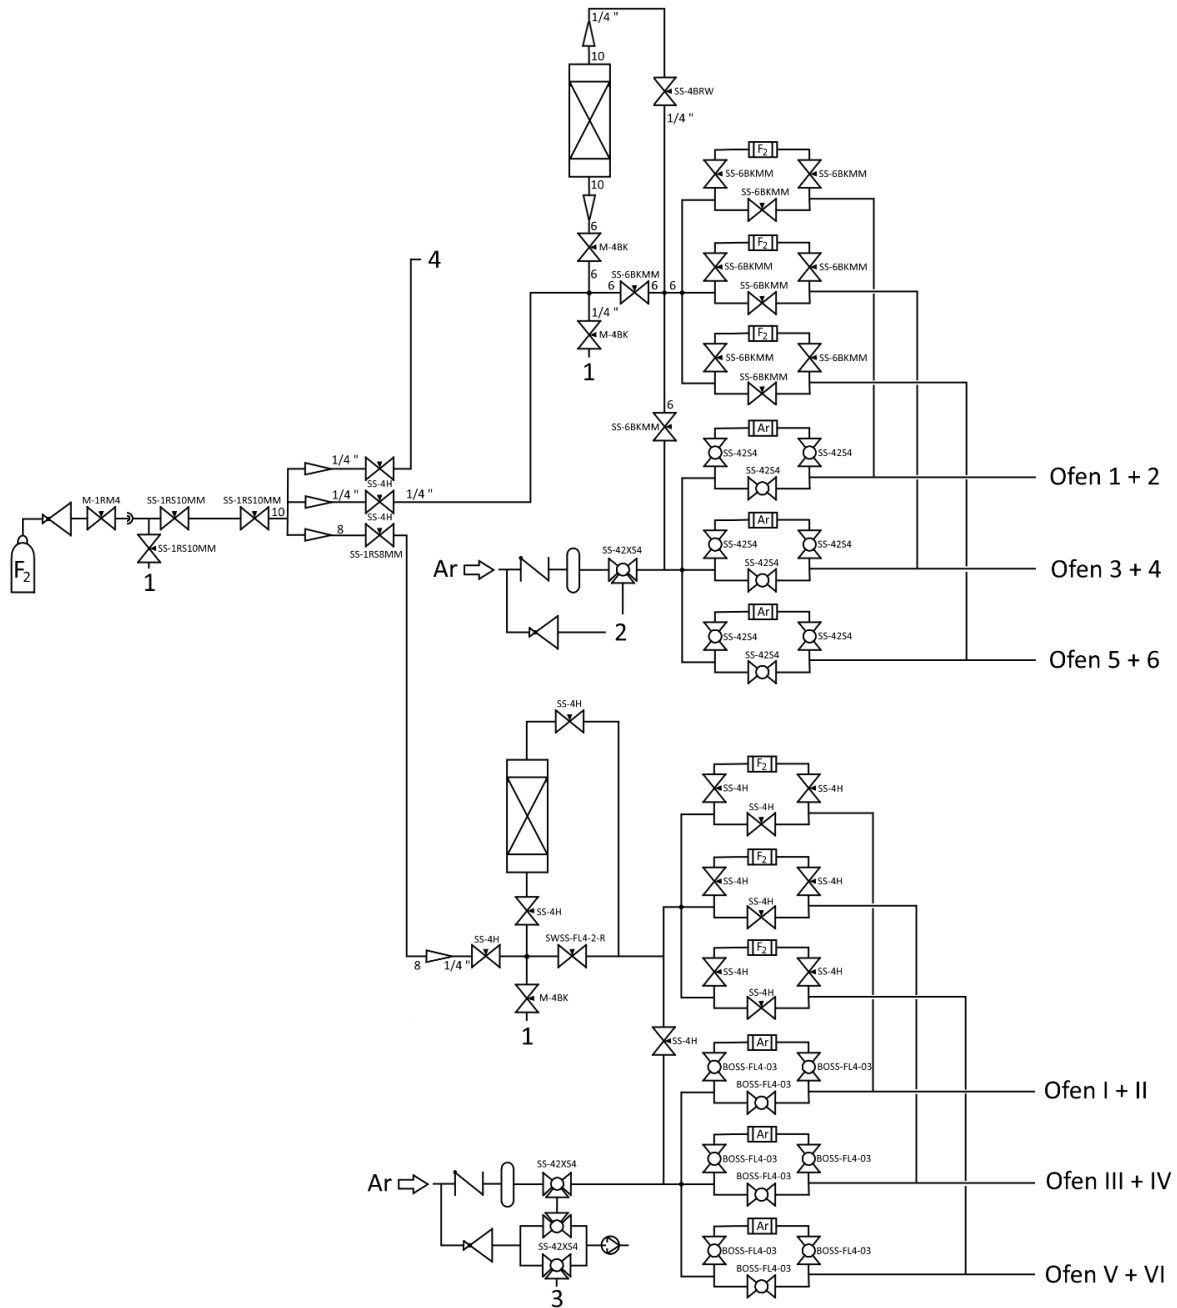 1/4 "
10
SS-4BRW
1/4 "
10
F2
SS-6BKMM
SS-6BKMM
SS-6BKMM
6
M-4BK
4
6
F2
SS-6BKMM
SS-6BKMM
SS-6BKMM
SS-6BKMM
6
6
6
1/4 "
M-4BK
1
F2
SS-6BKMM
SS-6BKMM
SS-6BKMM
6
SS-6BKMM
Ar
SS-42S4
SS-42S4
SS-42S4
Ofen 1 + 2
1/4 "
SS-4H
1/4 "
1/4 "
SS-4H
8
SS-1RS8MM
M-1RM4
SS-1RS10MM
SS-1RS10MM
10
SS-1RS10MM
1
F2
Ar
SS-42XS4
2
Ar
SS-42S4
SS-42S4
SS-42S4
Ofen 3 + 4
Ar
SS-42S4
SS-42S4
SS-42S4
Ofen 5 + 6
SS-4H
F2
SS-4H
SS-4H
SS-4H
F2
SS-4H
SS-4H
SS-4H
SS-4H
SS-4H
SWSS-FL4-2-R
8
1/4 "
M-4BK
1
F2
SS-4H
SS-4H
SS-4H
SS-4H
Ar
BOSS-FL4-03
BOSS-FL4-03
BOSS-FL4-03
Ofen I + II
Ar
SS-42XS4
SS-42XS4
3
Ar
BOSS-FL4-03
BOSS-FL4-03
BOSS-FL4-03
Ofen III + IV
Ar
BOSS-FL4-03
BOSS-FL4-03
BOSS-FL4-03
Ofen V + VI